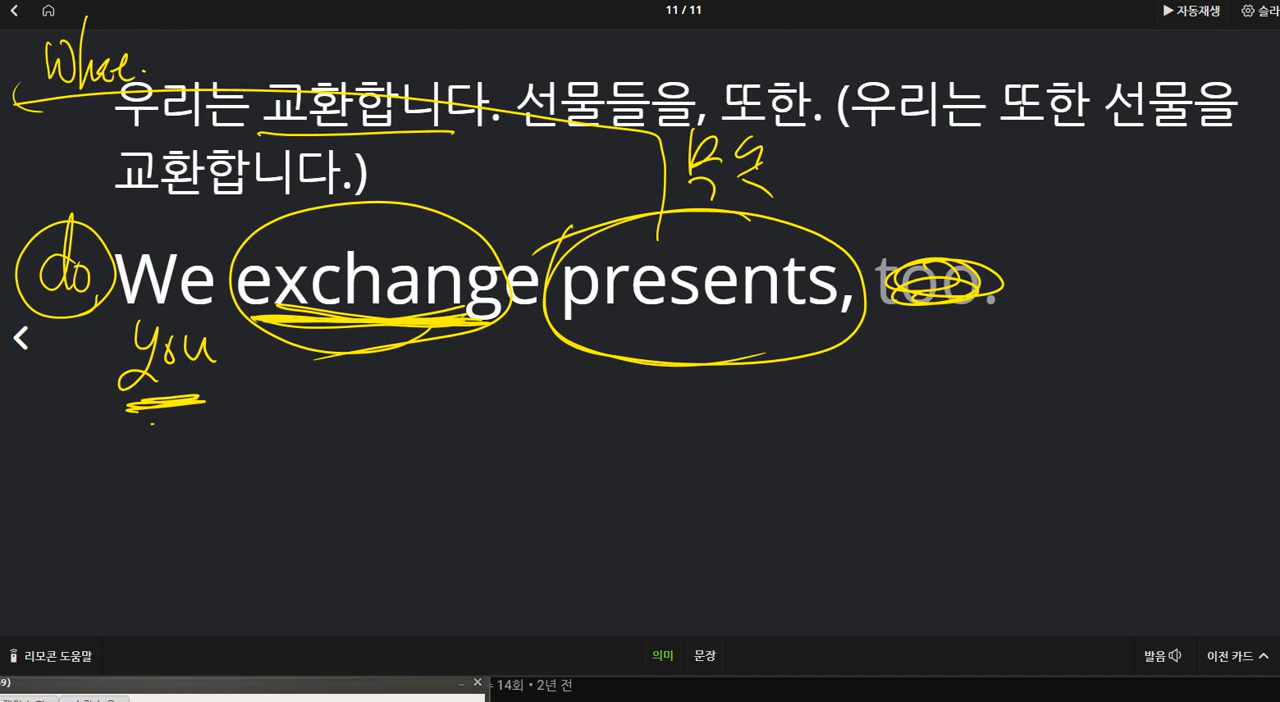 11 / 11
▶ 자동재생
슬라
What.
우리는 교환합니다. 선물들을, 또한. (우리는 또한 선물을
교환합니다.)
do
We exchange presents, too.
you
리모콘 도움말
의미
문장
발음
이전 카드
14회 • 2년 전